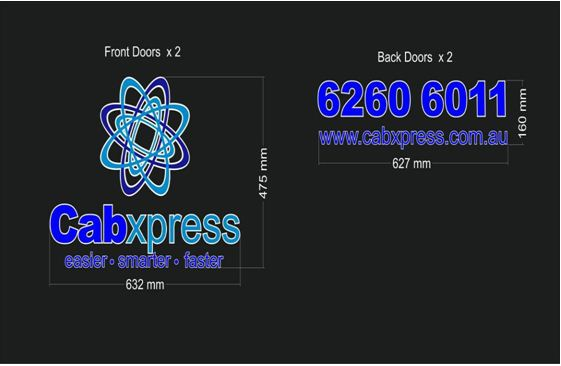 Front Doors x 2
475 mm
Cabxpress
easier • smarter • faster
632 mm
Back Doors x 2
6260 6011
www.cabxpress.com.au
160 mm
627 mm